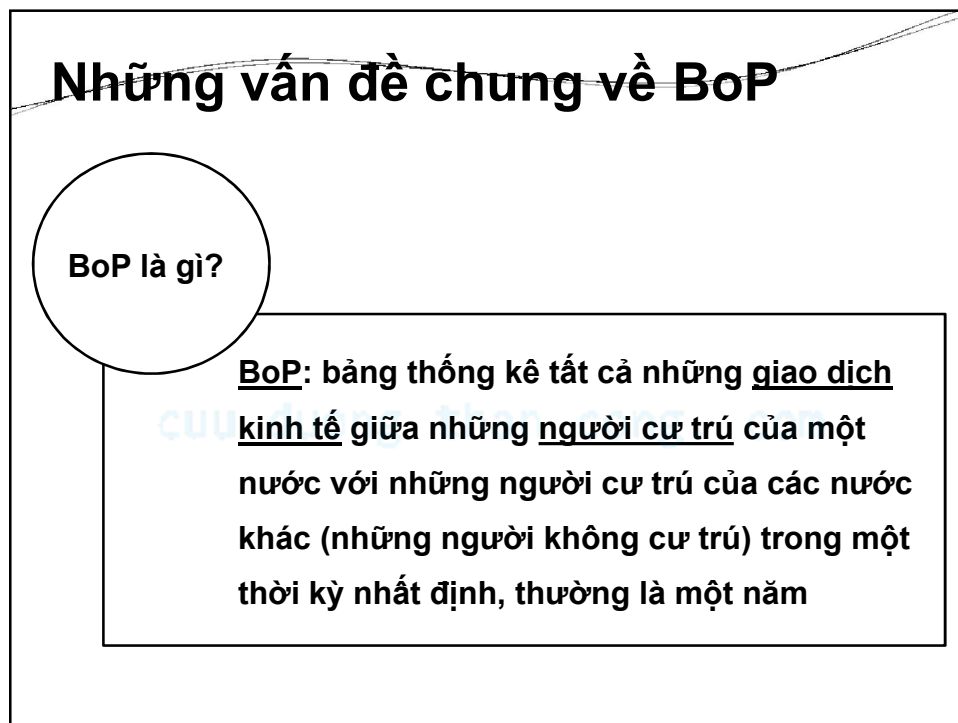 Những vấn đề chung về BoP
BoP là gì?
BoP: bảng thống kê tất cả những giao dịch
kinh tế giữa những người cư trú của một
nước với những người cư trú của các nước
khác (những người không cư trú) trong một
thời kỳ nhất định, thường là một năm